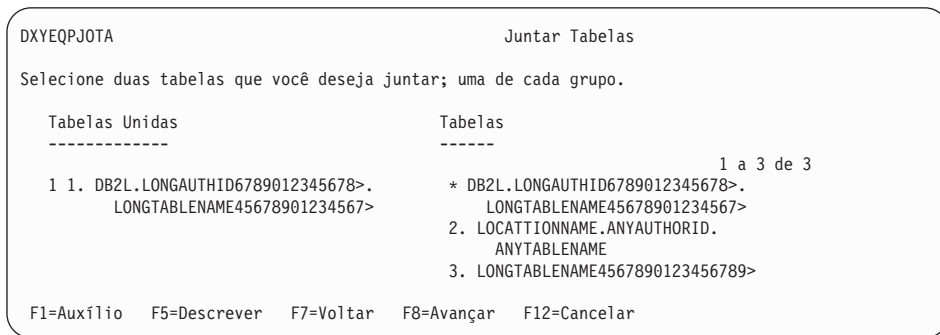 DXYEQPJOTA Juntar Tabelas
Selecione duas tabelas que você deseja juntar; uma de cada grupo.
Tabelas Unidas Tabelas
------------- ------
1 a 3 de 3
1 1. DB2L.LONGAUTHID6789012345678>. * DB2L.LONGAUTHID6789012345678>.
LONGTABLENAME45678901234567> LONGTABLENAME45678901234567>
2. LOCATTIONNAME.ANYAUTHORID.
ANYTABLENAME
3. LONGTABLENAME4567890123456789>
F1=Auxílio F5=Descrever F7=Voltar F8=Avançar F12=Cancelar